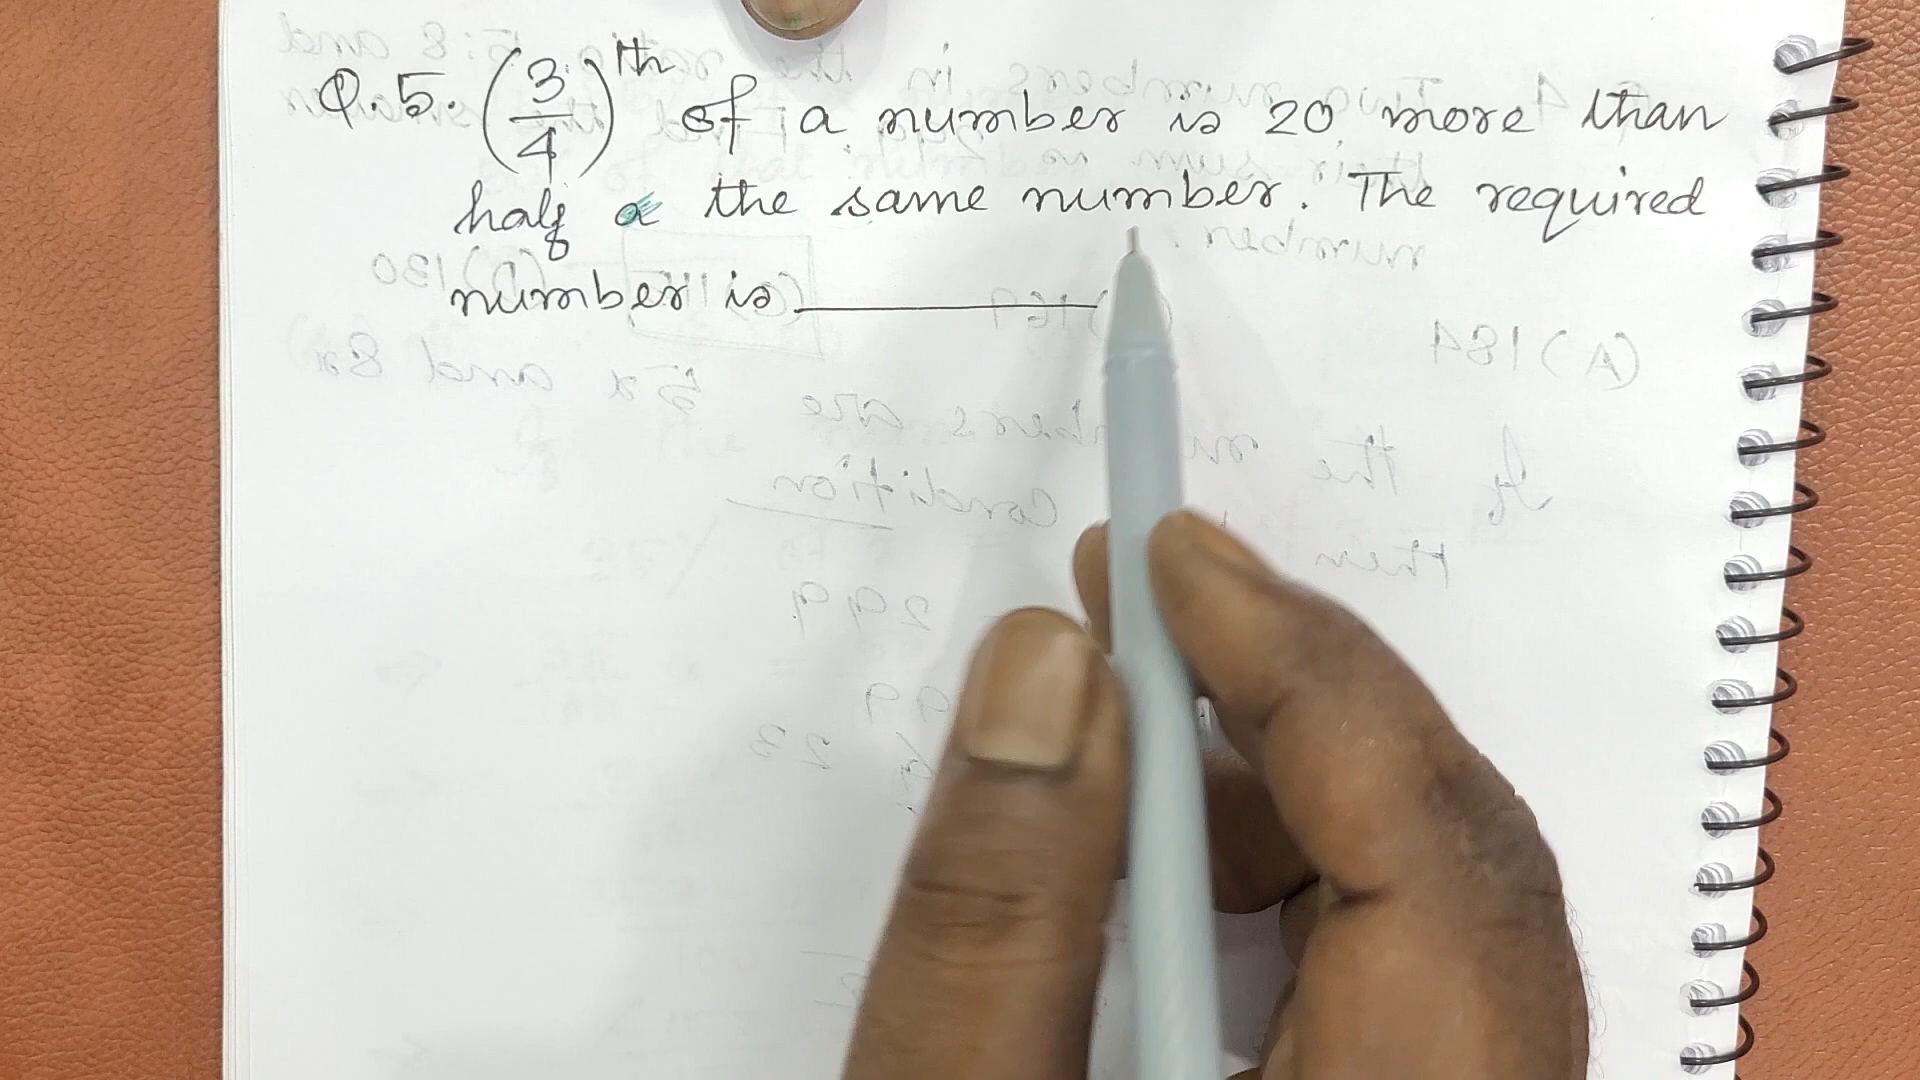 Q.5. (3/4)th of a number is 20 more than
half the same number. The required
number is ________